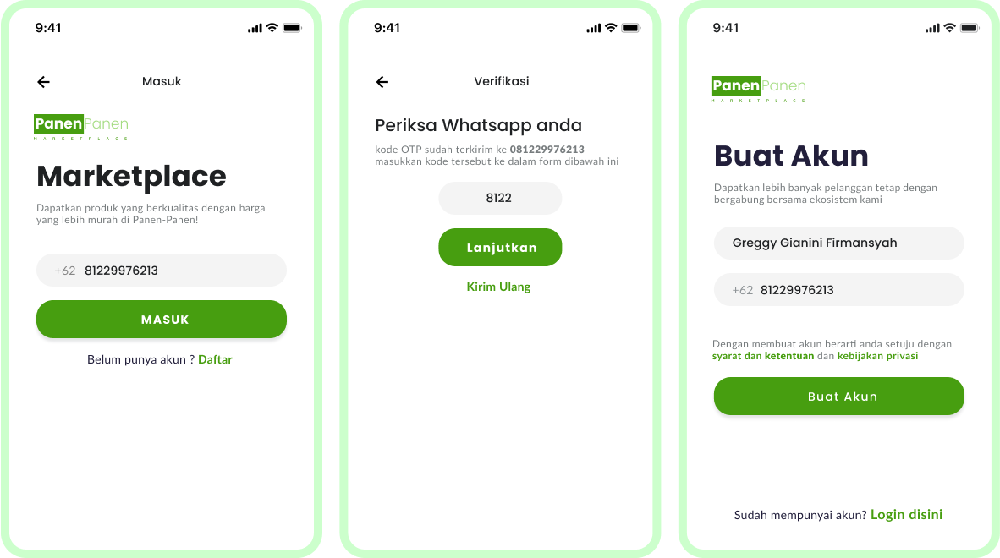 9:41
Masuk
PanenPanen
MARKETPLACE
Marketplace
Dapatkan produk yang berkualitas dengan harga
yang lebih murah di Panen-Panen!
+62 81229976213
MASUK
Belum punya akun ? Daftar
9:41
Verifikasi
Periksa Whatsapp anda
kode OTP sudah terkirim ke 081229976213
masukkan kode tersebut ke dalam form dibawah ini
8122
Lanjutkan
Kirim Ulang
9:41
PanenPanen
MARKETPLACE
Buat Akun
Dapatkan lebih banyak pelanggan tetap dengan
bergabung bersama ekosistem kami
Greggy Gianini Firmansyah
+62 81229976213
Dengan membuat akun berarti anda setuju dengan
syarat dan ketentuan dan kebijakan privasi
Buat Akun
Sudah mempunyai akun? Login disini